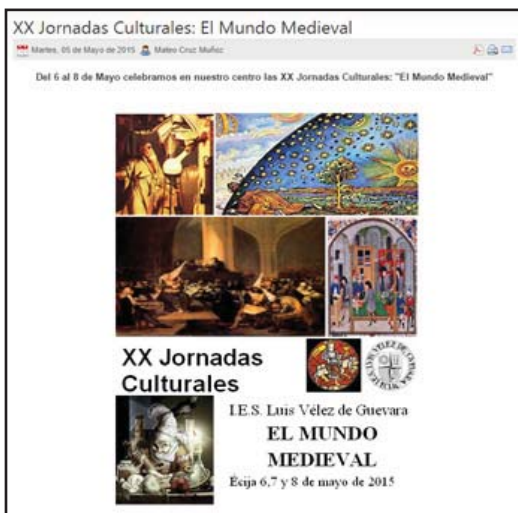 XX Jornadas Culturales: El Mundo Medieval
Martes, 05 de Mayo de 2015 Mateo Cruz Muñoz
Del 6 al 8 de Mayo celebramos en nuestro centro las XX Jornadas Culturales: "El Mundo Medieval"
XX Jornadas
Culturales
I.E.S. Luis Vélez de Guevara
EL MUNDO
MEDIEVAL
Écija 6,7 y 8 de mayo de 2015